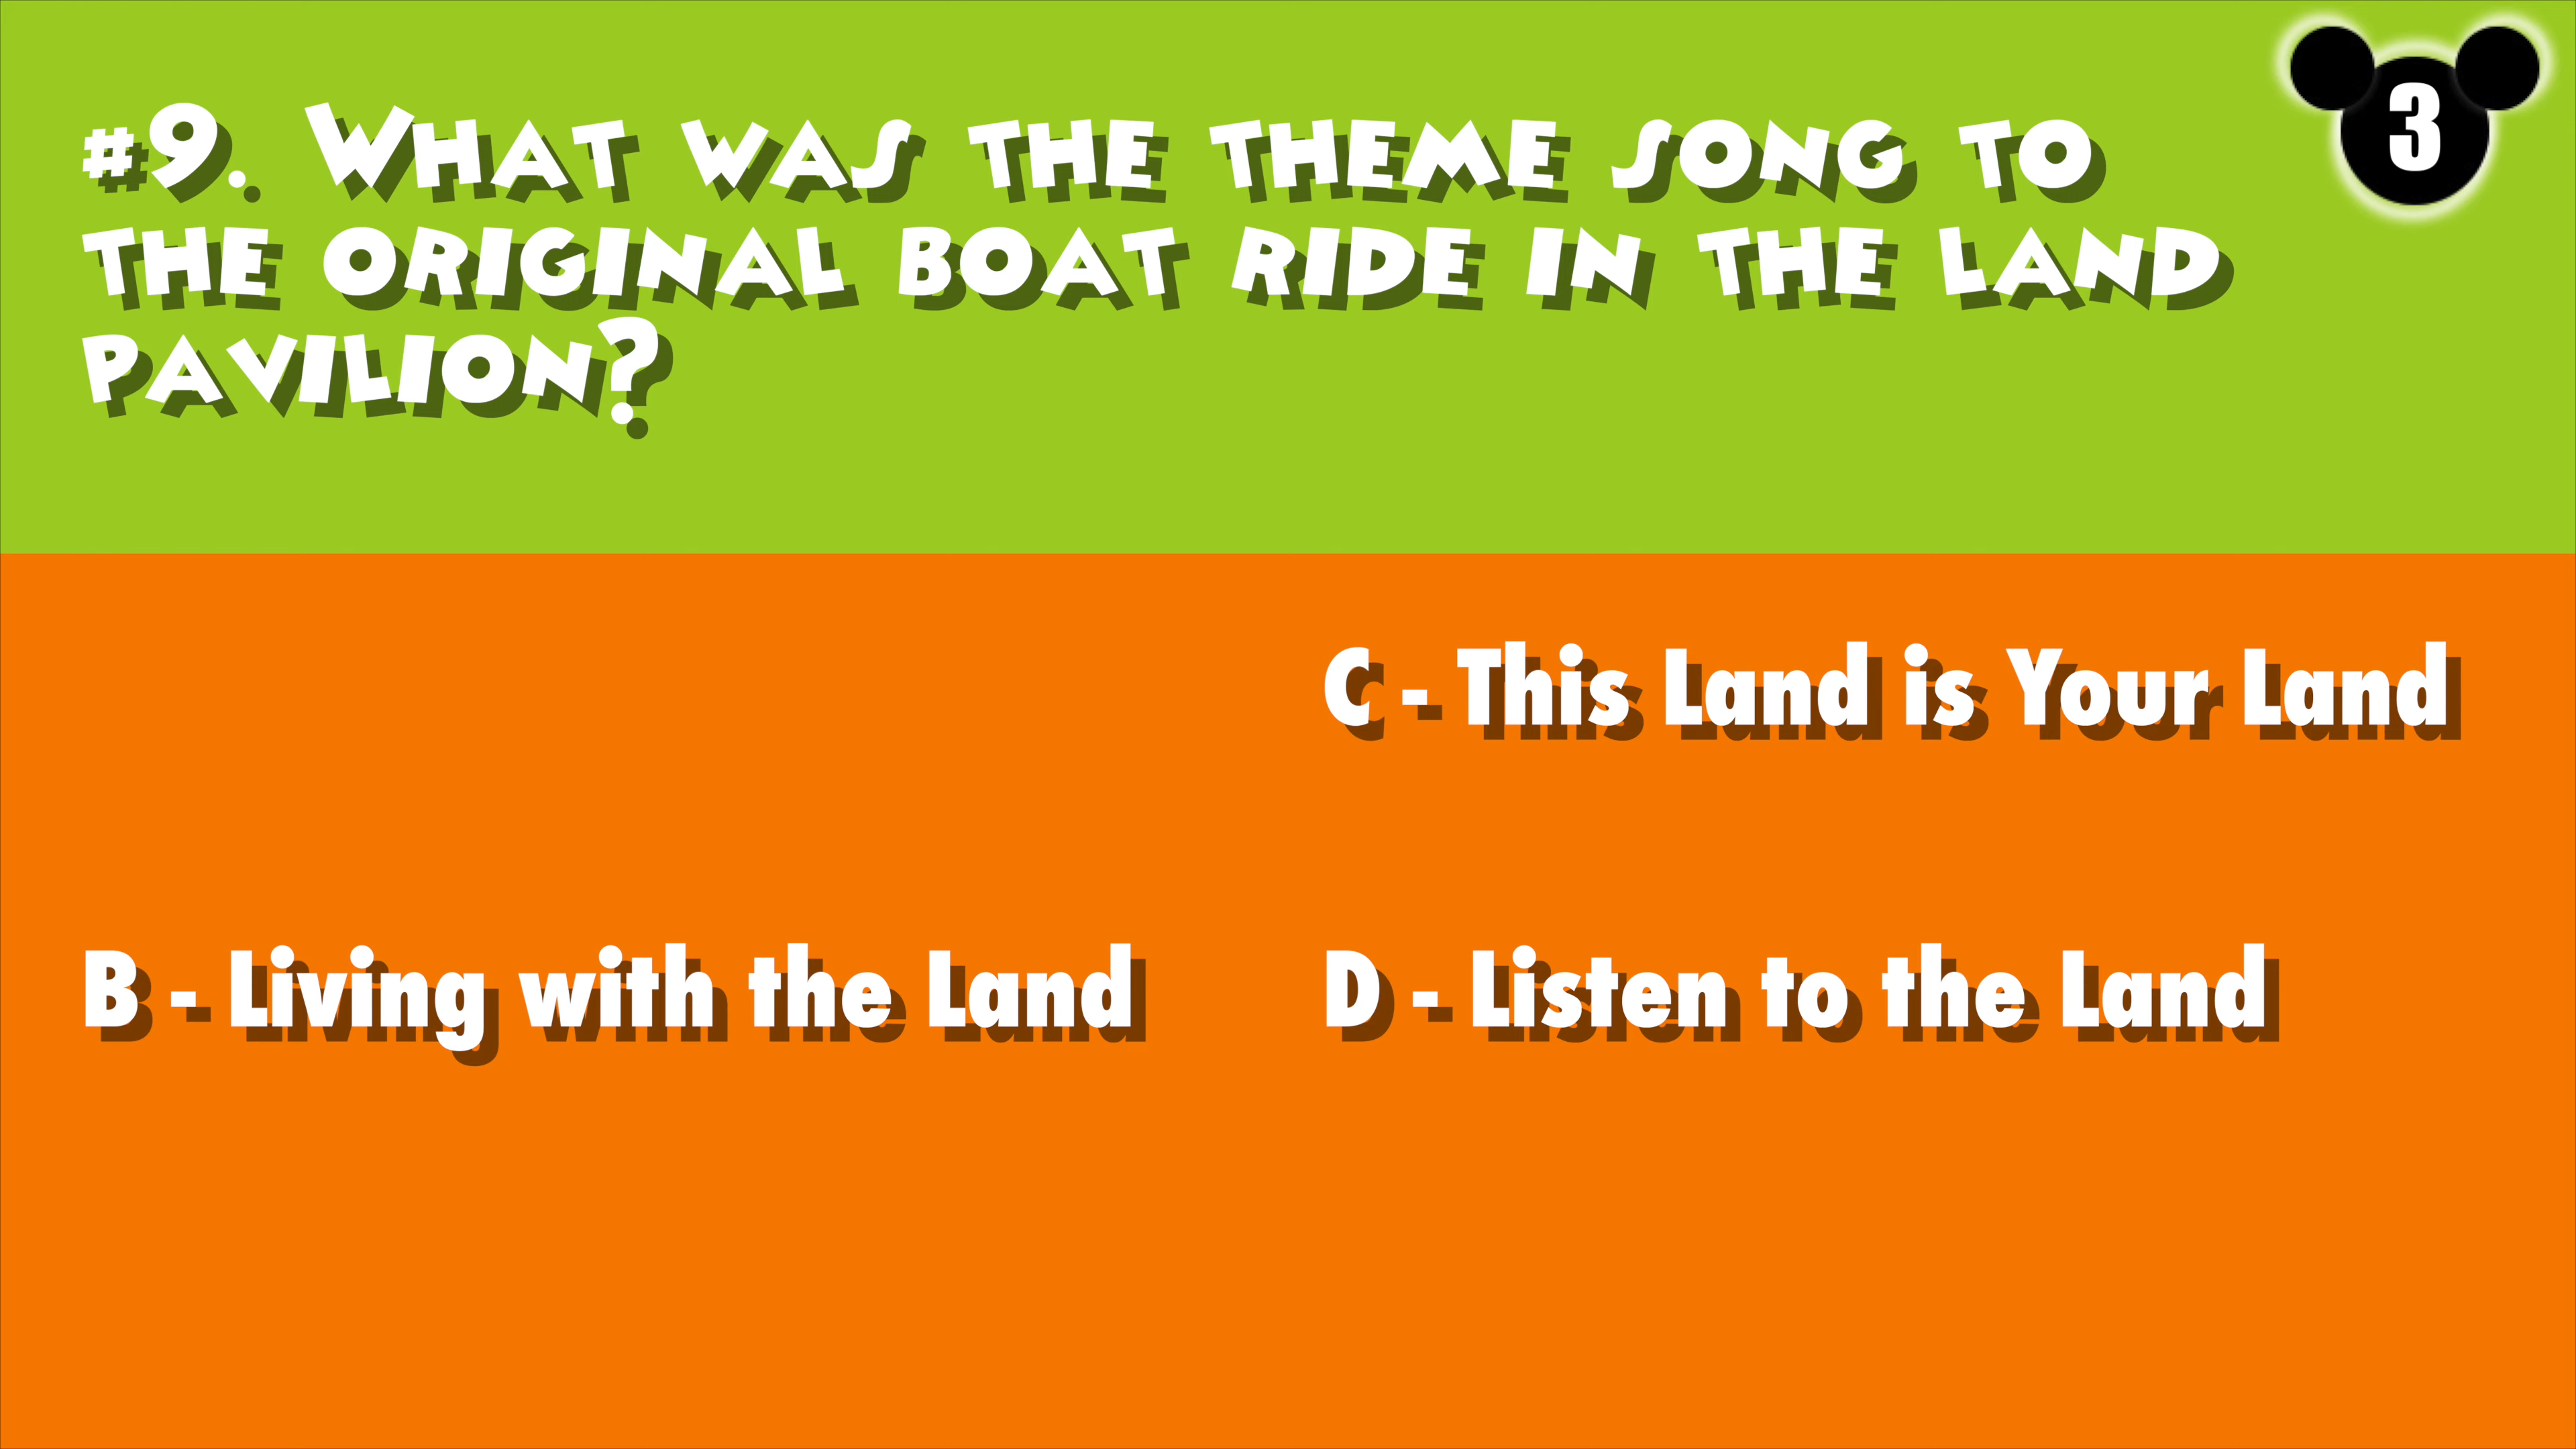 #9. What was the theme song to
the original boat ride in the land
pavilion?
3
C - This Land is Your Land
B - Living with the Land
D - Listen to the Land